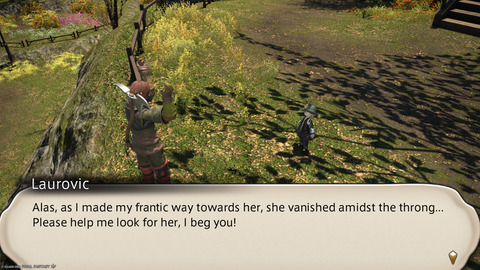 Laurovic
Alas, as I made my frantic way towards her, she vanished amidst the throng...
Please help me look for her, I beg you!